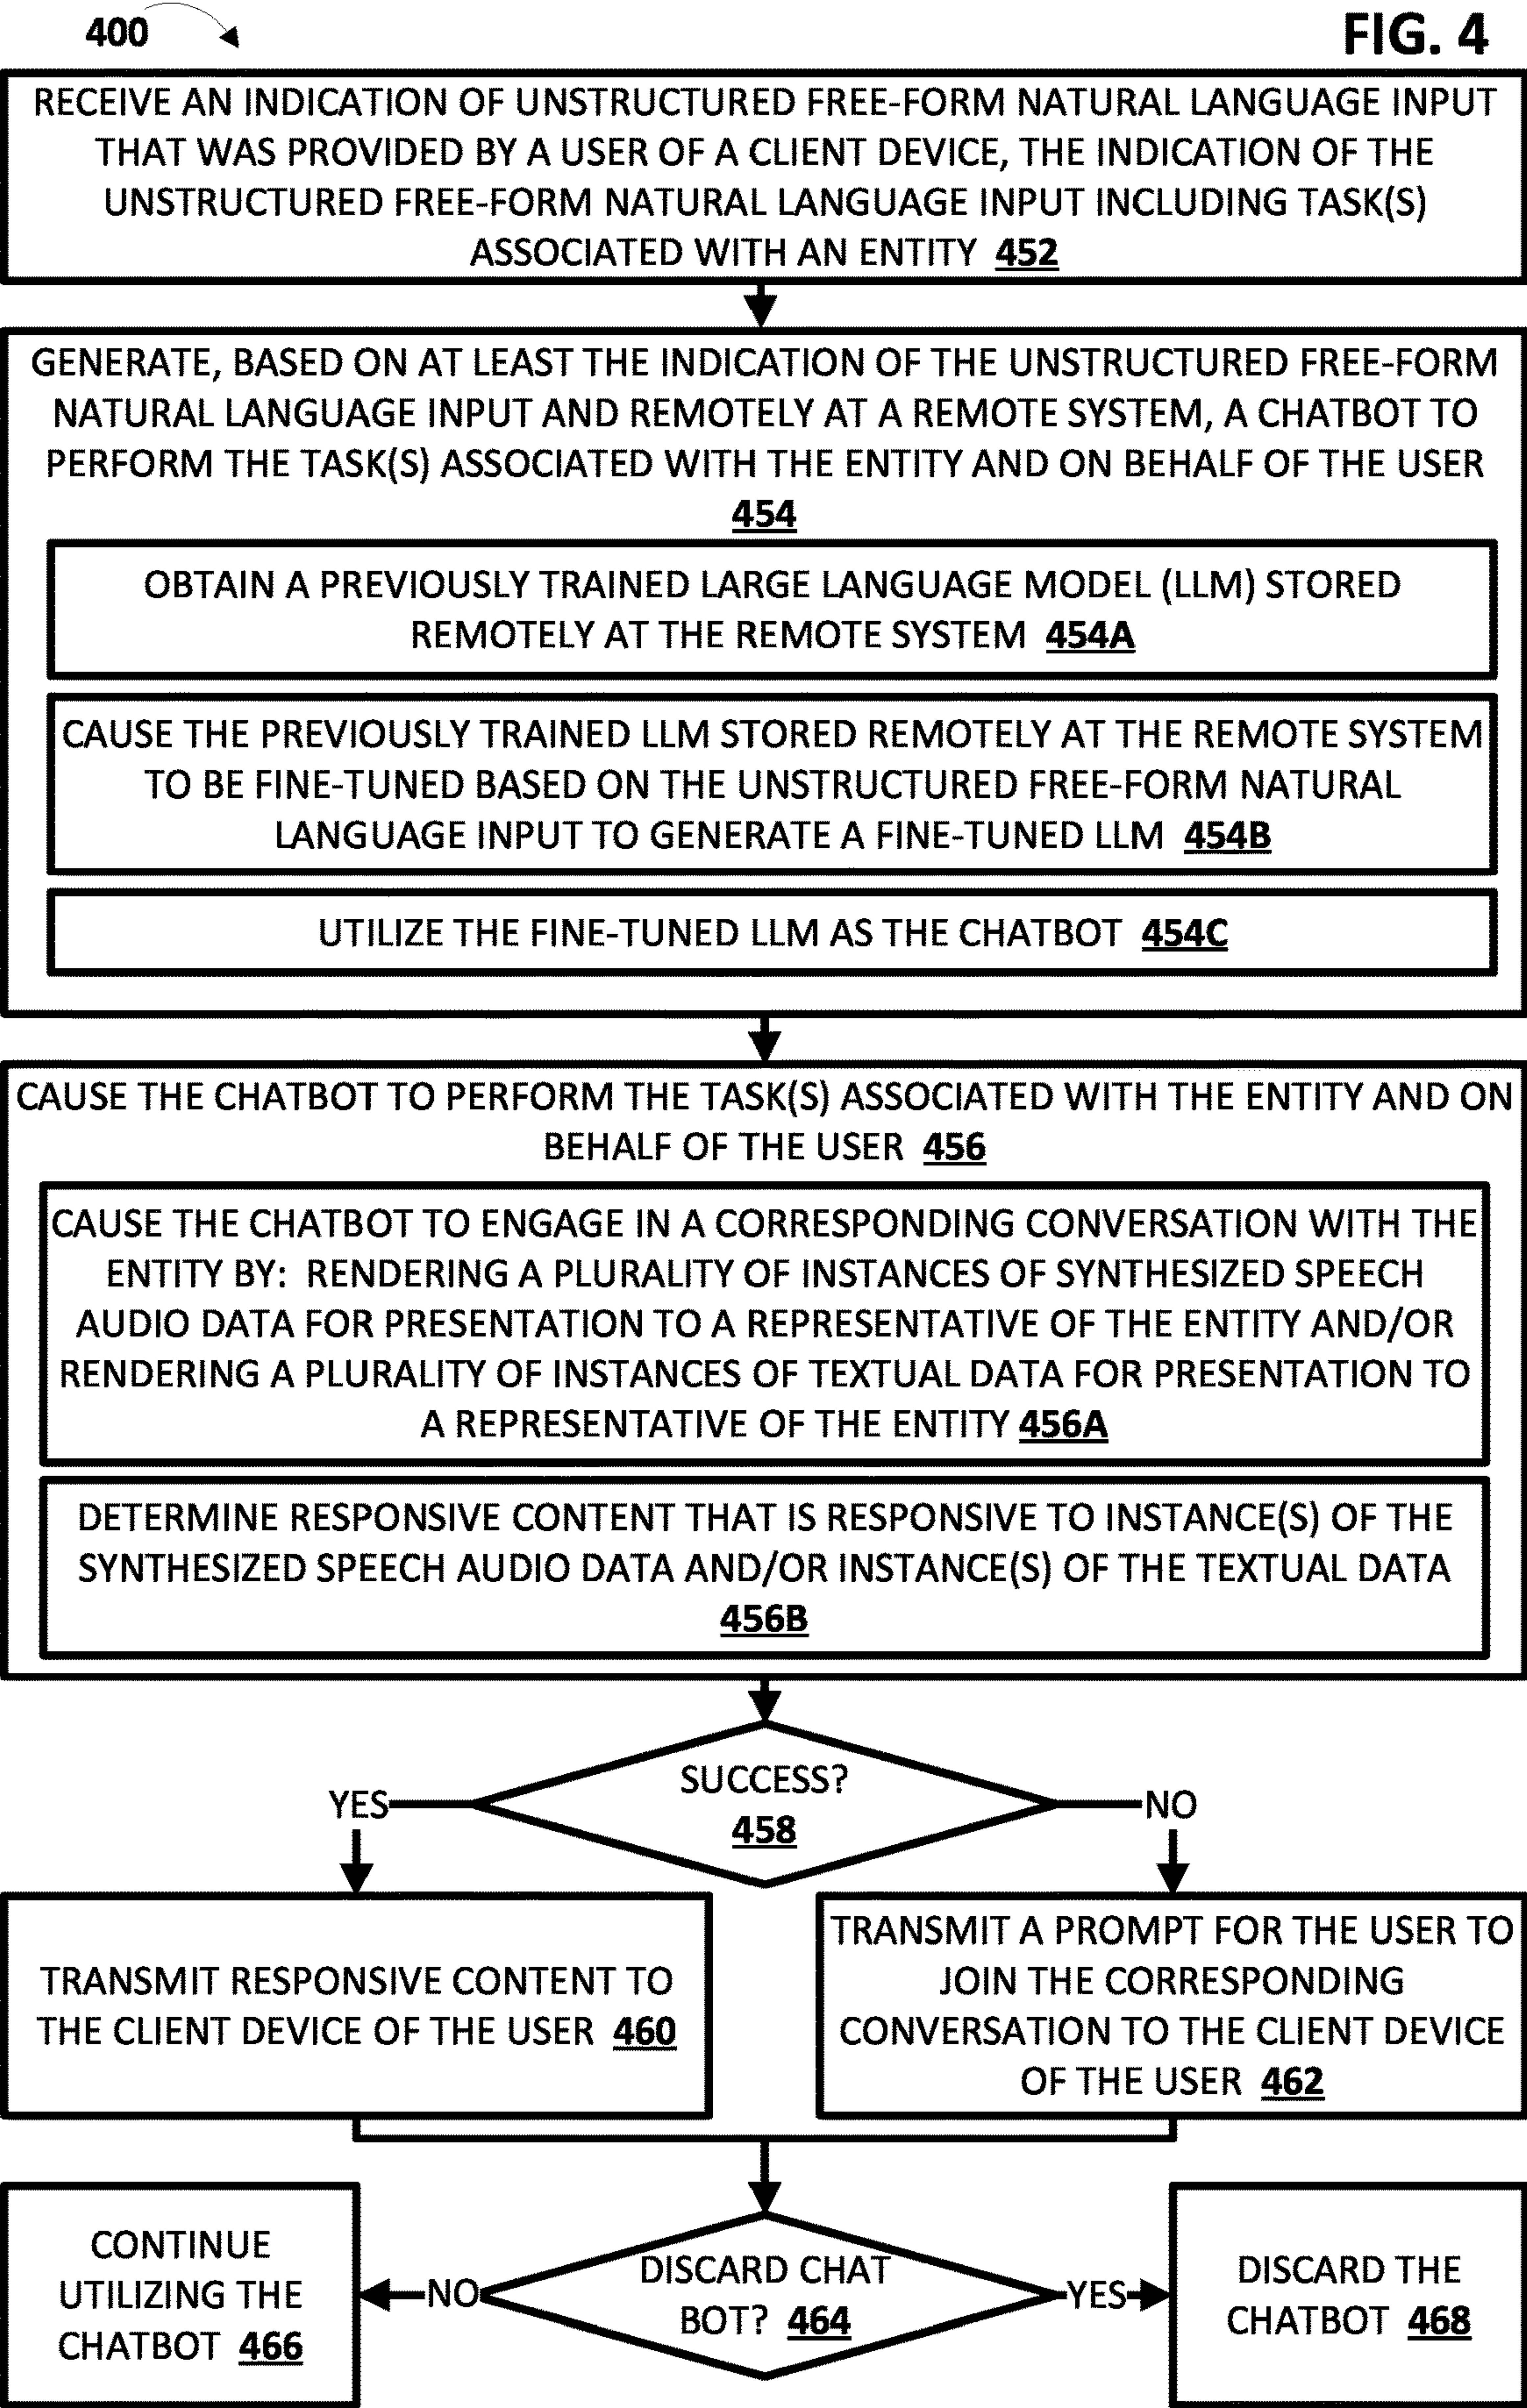 400
FIG. 4
RECEIVE AN INDICATION OF UNSTRUCTURED FREE-FORM NATURAL LANGUAGE INPUT
THAT WAS PROVIDED BY A USER OF A CLIENT DEVICE, THE INDICATION OF THE
UNSTRUCTURED FREE-FORM NATURAL LANGUAGE INPUT INCLUDING TASK(S)
ASSOCIATED WITH AN ENTITY 452
GENERATE, BASED ON AT LEAST THE INDICATION OF THE UNSTRUCTURED FREE-FORM
NATURAL LANGUAGE INPUT AND REMOTELY AT A REMOTE SYSTEM, A CHATBOT TO
PERFORM THE TASK(S) ASSOCIATED WITH THE ENTITY AND ON BEHALF OF THE USER
454
OBTAIN A PREVIOUSLY TRAINED LARGE LANGUAGE MODEL (LLM) STORED
REMOTELY AT THE REMOTE SYSTEM 454A
CAUSE THE PREVIOUSLY TRAINED LLM STORED REMOTELY AT THE REMOTE SYSTEM
TO BE FINE-TUNED BASED ON THE UNSTRUCTURED FREE-FORM NATURAL
LANGUAGE INPUT TO GENERATE A FINE-TUNED LLM 454B
UTILIZE THE FINE-TUNED LLM AS THE CHATBOT 454C
CAUSE THE CHATBOT TO PERFORM THE TASK(S) ASSOCIATED WITH THE ENTITY AND ON
BEHALF OF THE USER 456
CAUSE THE CHATBOT TO ENGAGE IN A CORRESPONDING CONVERSATION WITH THE
ENTITY BY: RENDERING A PLURALITY OF INSTANCES OF SYNTHESIZED SPEECH
AUDIO DATA FOR PRESENTATION TO A REPRESENTATIVE OF THE ENTITY AND/OR
RENDERING A PLURALITY OF INSTANCES OF TEXTUAL DATA FOR PRESENTATION TO
A REPRESENTATIVE OF THE ENTITY 456A
DETERMINE RESPONSIVE CONTENT THAT IS RESPONSIVE TO INSTANCE(S) OF THE
SYNTHESIZED SPEECH AUDIO DATA AND/OR INSTANCE(S) OF THE TEXTUAL DATA
456B
SUCCESS?
458
YES
NO
TRANSMIT RESPONSIVE CONTENT TO
THE CLIENT DEVICE OF THE USER 460
TRANSMIT A PROMPT FOR THE USER TO
JOIN THE CORRESPONDING
CONVERSATION TO THE CLIENT DEVICE
OF THE USER 462
DISCARD CHAT
BOT? 464
NO
YES
CONTINUE
UTILIZING THE
CHATBOT 466
DISCARD THE
CHATBOT 468